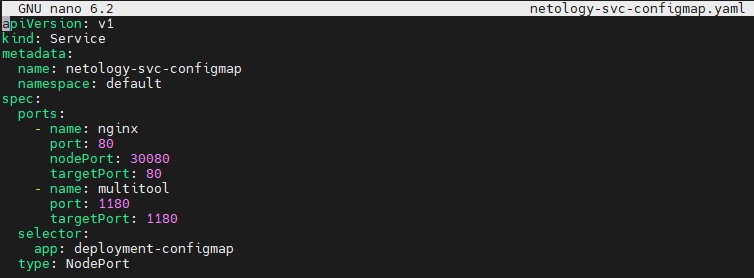 GNU nano 6.2 netology-svc-configmap.yaml
apiVersion: v1
kind: Service
metadata:
  name: netology-svc-configmap
  namespace: default
spec:
  ports:
    - name: nginx
      port: 80
      nodePort: 30080
      targetPort: 80
    - name: multitool
      port: 1180
      targetPort: 1180
  selector:
    app: deployment-configmap
  type: NodePort